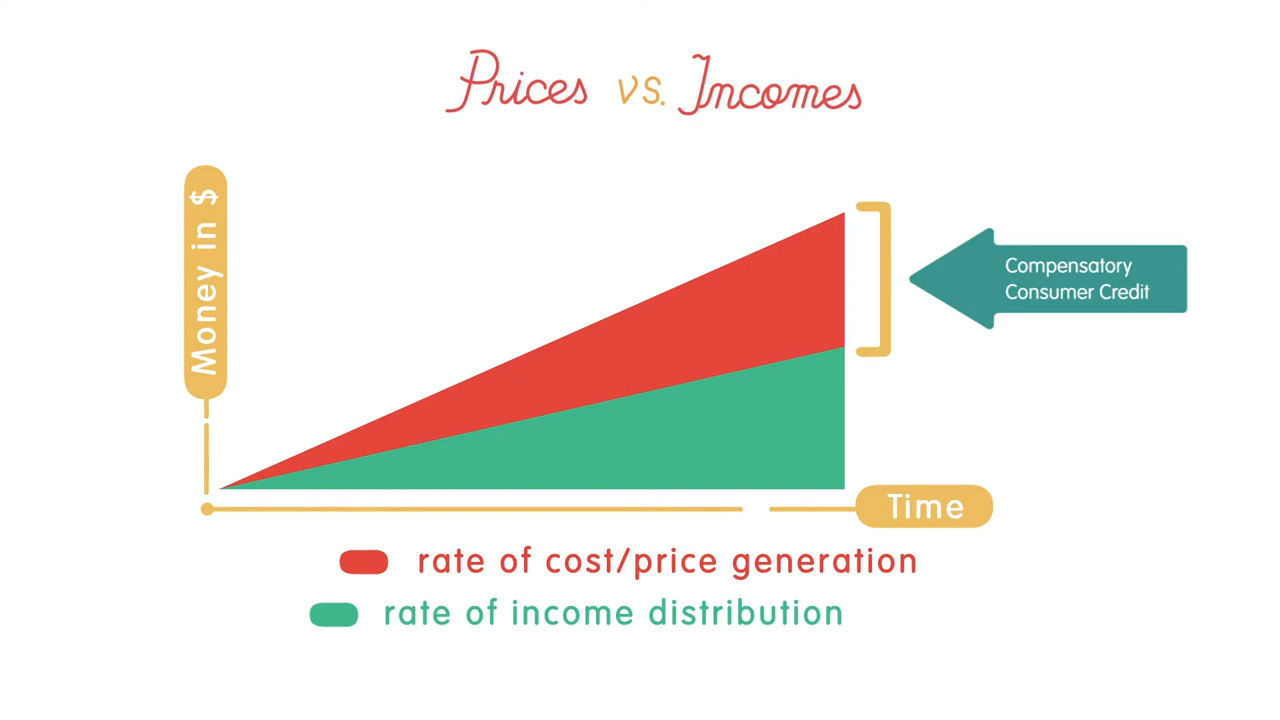 Prices vs. Incomes
Money in $
Compensatory
Consumer Credit
Time
rate of cost/price generation
rate of income distribution